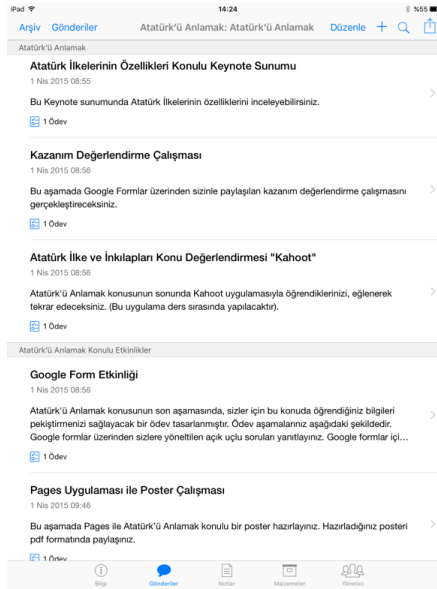 iPad 14:24 %55
Arşiv Gönderiler Atatürk'ü Anlamak: Atatürk'ü Anlamak Düzenle
Atatürk'ü Anlamak
Atatürk İlkelerinin Özellikleri Konulu Keynote Sunumu
1 Nis 2015 08:55
Bu Keynote sunumunda Atatürk İlkelerinin özelliklerini inceleyebilirsiniz.
1 Ödev
Kazanım Değerlendirme Çalışması
1 Nis 2015 08:56
Bu aşamada Google Formlar üzerinden sizinle paylaşılan kazanım değerlendirme çalışmasını
gerçekleştireceksiniz.
1 Ödev
Atatürk İlke ve İnkılapları Konu Değerlendirmesi "Kahoot"
1 Nis 2015 08:56
Atatürk'ü Anlamak konusunun sonunda Kahoot uygulamasıyla öğrendiklerinizi, eğlenerek
tekrar edeceksiniz. (Bu uygulama ders sırasında yapılacaktır).
1 Ödev
Atatürk'ü Anlamak Konulu Etkinlikler
Google Form Etkinliği
1 Nis 2015 08:56
Atatürk'ü Anlamak konusunun son aşamasında, sizler için bu konuda öğrendiğiniz bilgileri
pekiştirmenizi sağlayacak bir ödev tasarlanmıştır. Ödev aşamalarınız aşağıdaki şekildedir.
Google formlar üzerinden sizlere yöneltilen açık uçlu soruları yanıtlayınız. Google formlar içi...
1 Ödev
Pages Uygulaması ile Poster Çalışması
1 Nis 2015 09:46
Bu aşamada Pages ile Atatürk'ü Anlamak konulu bir poster hazırlayınız. Hazırladığınız posteri
pdf formatında paylaşınız.
1 Ödev
Bilgi Gönderiler Notlar Malzemeler Yönetici